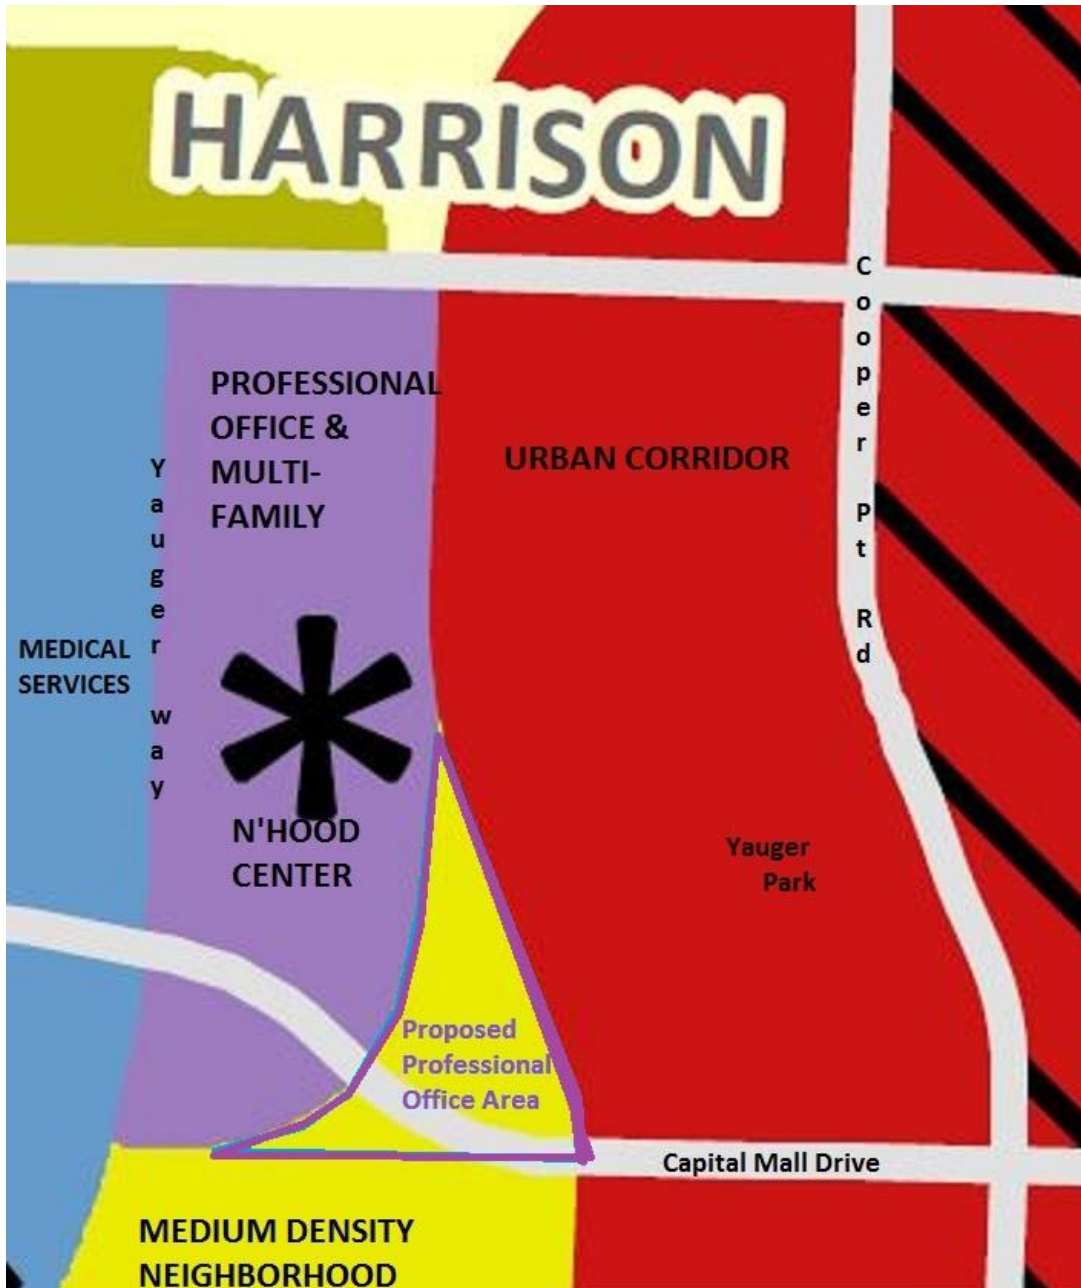 HARRISON
Cooper Pt Rd
PROFESSIONAL
OFFICE &
MULTI-
FAMILY
URBAN CORRIDOR
Yauger way
MEDICAL
SERVICES
N'HOOD
CENTER
Yauger
Park
Proposed
Professional
Office Area
Capital Mall Drive
MEDIUM DENSITY
NEIGHBORHOOD